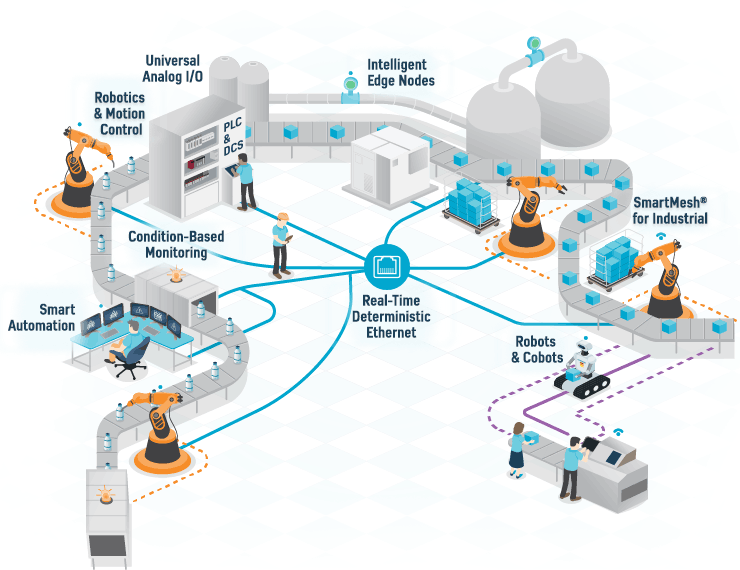 Universal
Analog I/O
Intelligent
Edge Nodes
Robotics
& Motion
Control
PLC
&
DCS
SmartMesh®
for Industrial
Condition-Based
Monitoring
Smart
Automation
Real-Time
Deterministic
Ethernet
Robots
& Cobots